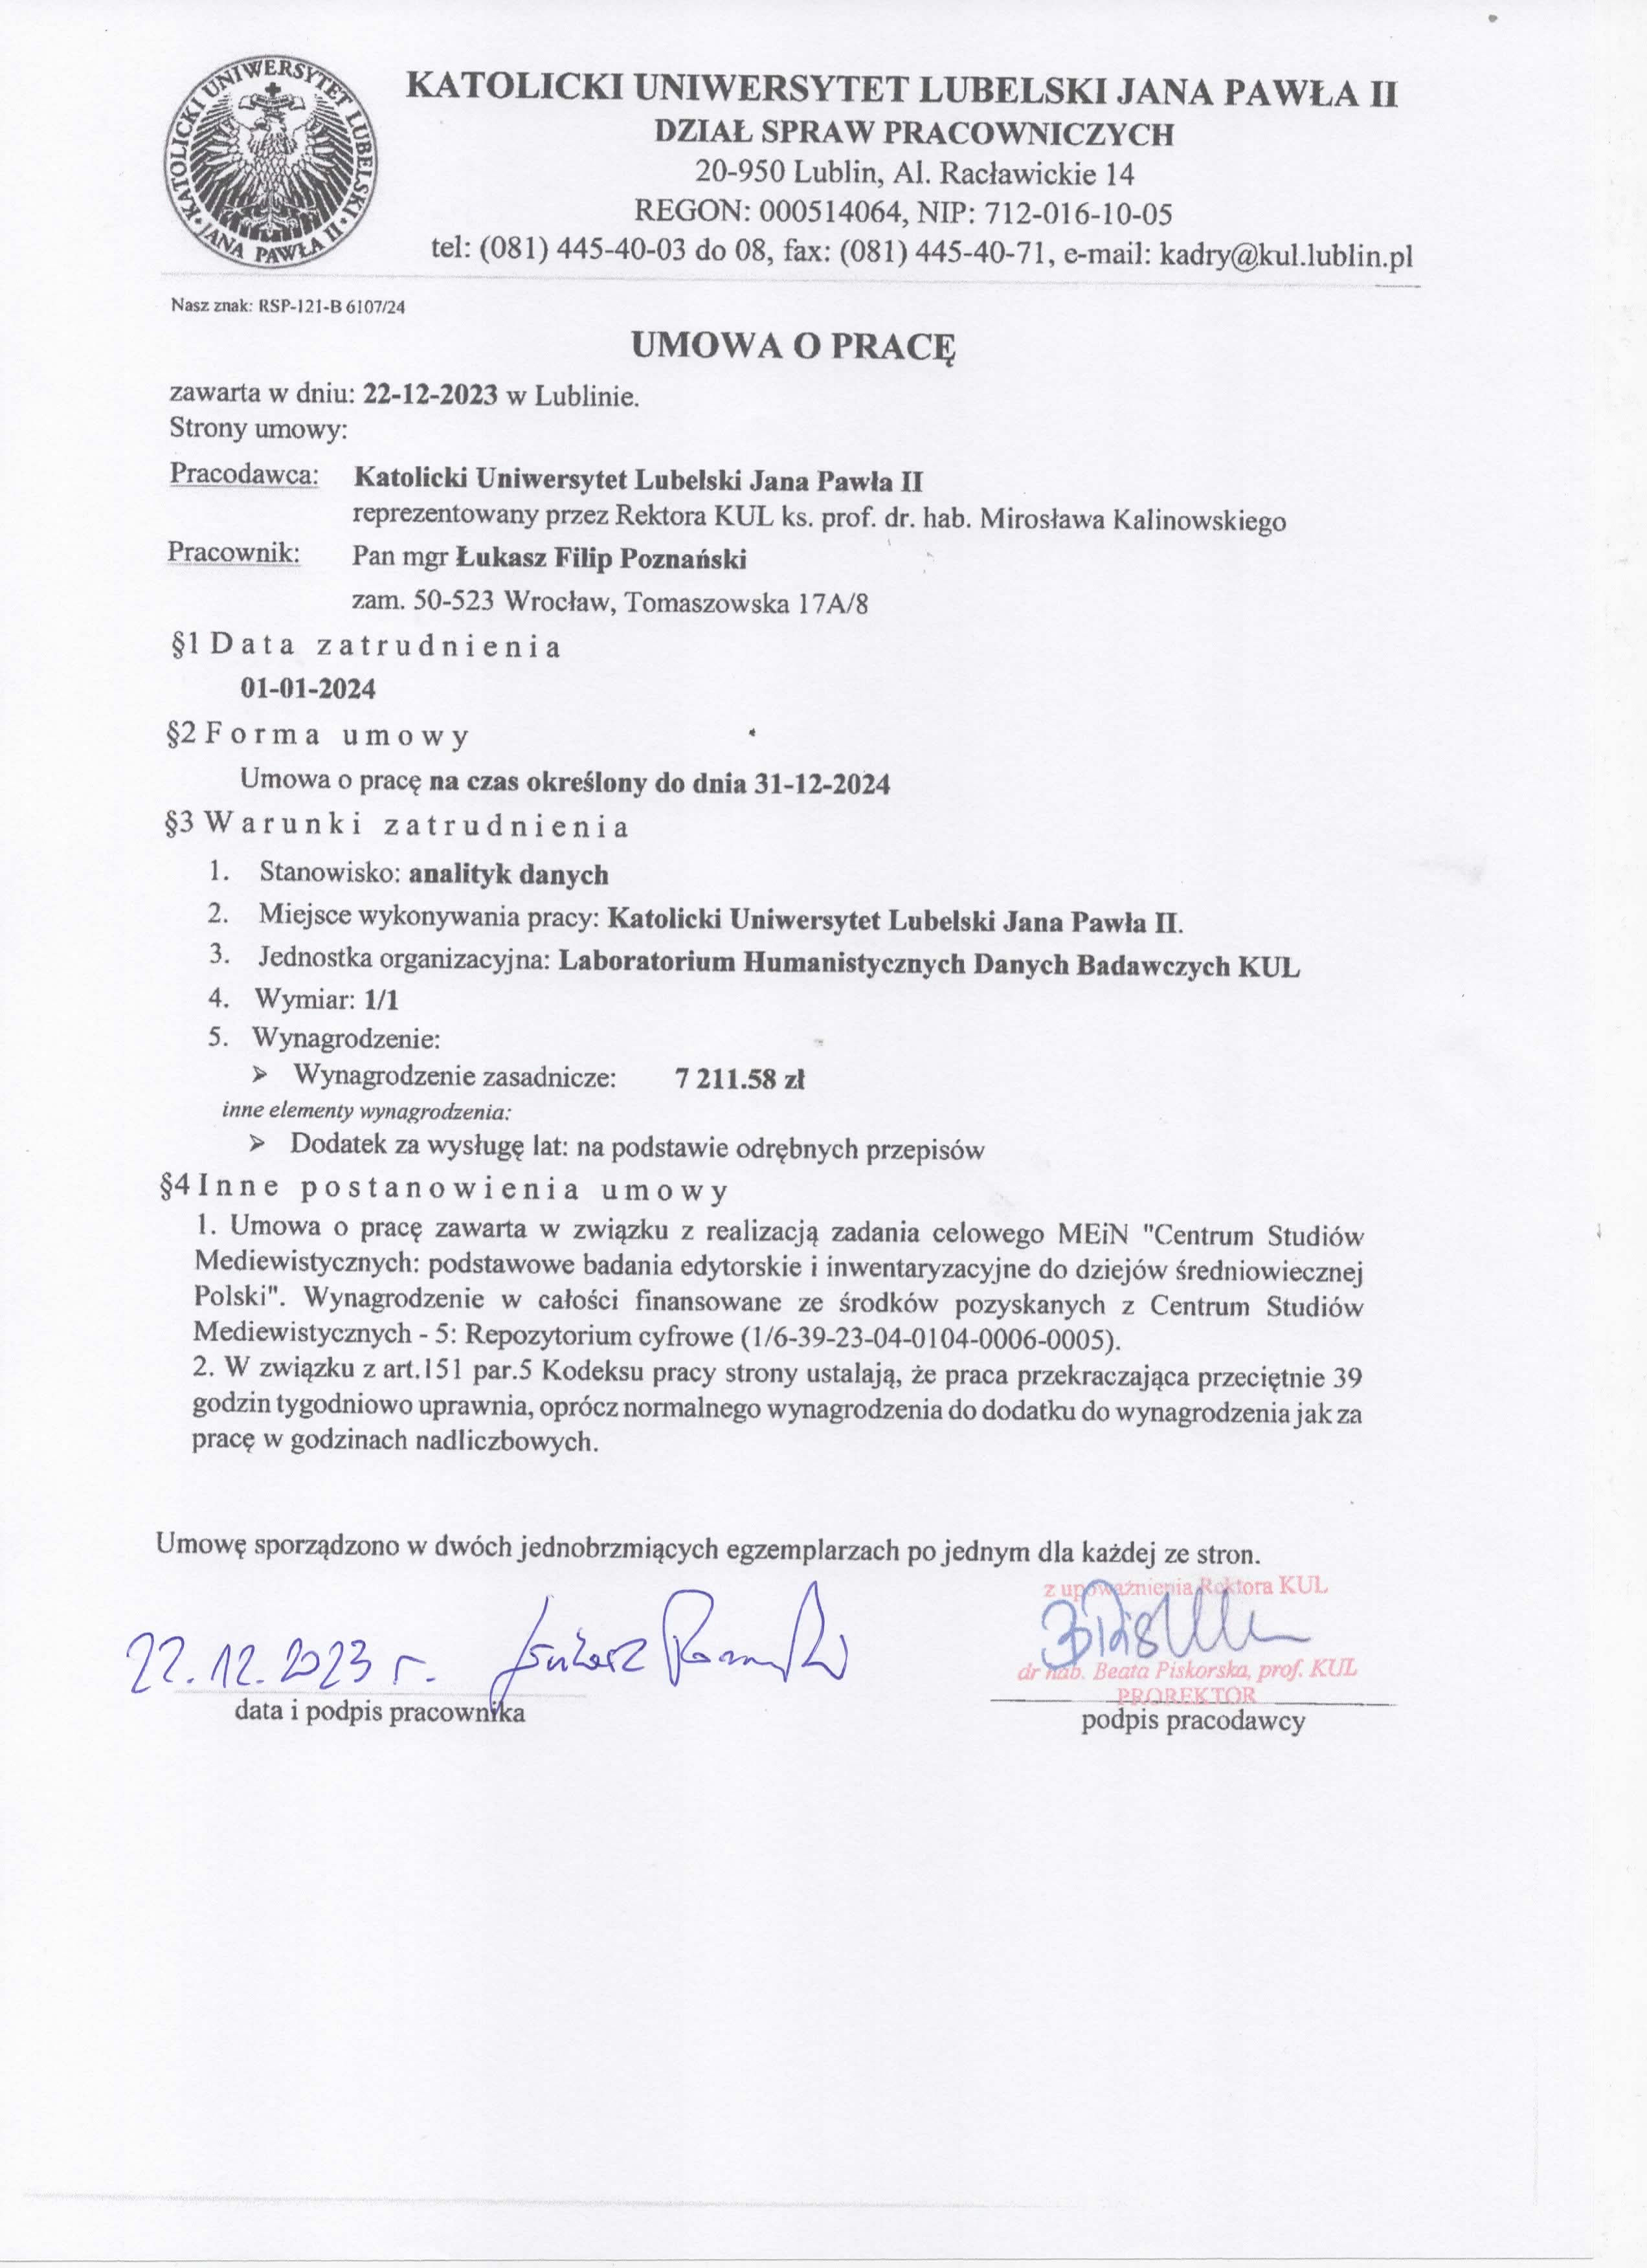 KATOLICKI UNIWERSYTET LUBELSKI · JANA PAWŁA II ·
KATOLICKI UNIWERSYTET LUBELSKI JANA PAWŁA II
DZIAŁ SPRAW PRACOWNICZYCH
20-950 Lublin, Al. Racławickie 14
REGON: 000514064, NIP: 712-016-10-05
tel: (081) 445-40-03 do 08, fax: (081) 445-40-71, e-mail: kadry@kul.lublin.pl
Nasz znak: RSP-121-B 6107/24
UMOWA O PRACĘ
zawarta w dniu: 22-12-2023 w Lublinie.
Strony umowy:
Pracodawca: Katolicki Uniwersytet Lubelski Jana Pawła II
reprezentowany przez Rektora KUL ks. prof. dr. hab. Mirosława Kalinowskiego
Pracownik: Pan mgr Łukasz Filip Poznański
zam. 50-523 Wrocław, Tomaszowska 17A/8
§1 Data zatrudnienia
01-01-2024
§2 Forma umowy
Umowa o pracę na czas określony do dnia 31-12-2024
§3 Warunki zatrudnienia
1. Stanowisko: analityk danych
2. Miejsce wykonywania pracy: Katolicki Uniwersytet Lubelski Jana Pawła II.
3. Jednostka organizacyjna: Laboratorium Humanistycznych Danych Badawczych KUL
4. Wymiar: 1/1
5. Wynagrodzenie:
➢ Wynagrodzenie zasadnicze: 7 211.58 zł
inne elementy wynagrodzenia:
➢ Dodatek za wysługę lat: na podstawie odrębnych przepisów
§4 Inne postanowienia umowy
1. Umowa o pracę zawarta w związku z realizacją zadania celowego MEiN "Centrum Studiów
Mediewistycznych: podstawowe badania edytorskie i inwentaryzacyjne do dziejów średniowiecznej
Polski". Wynagrodzenie w całości finansowane ze środków pozyskanych z Centrum Studiów
Mediewistycznych - 5: Repozytorium cyfrowe (1/6-39-23-04-0104-0006-0005).
2. W związku z art.151 par.5 Kodeksu pracy strony ustalają, że praca przekraczająca przeciętnie 39
godzin tygodniowo uprawnia, oprócz normalnego wynagrodzenia do dodatku do wynagrodzenia jak za
pracę w godzinach nadliczbowych.
Umowę sporządzono w dwóch jednobrzmiących egzemplarzach po jednym dla każdej ze stron.
z upoważnienia Rektora KUL
22.12.2023 r. Łukasz Poznański
dr hab. Beata Piskorska, prof. KUL
PROREKTOR
data i podpis pracownika
podpis pracodawcy